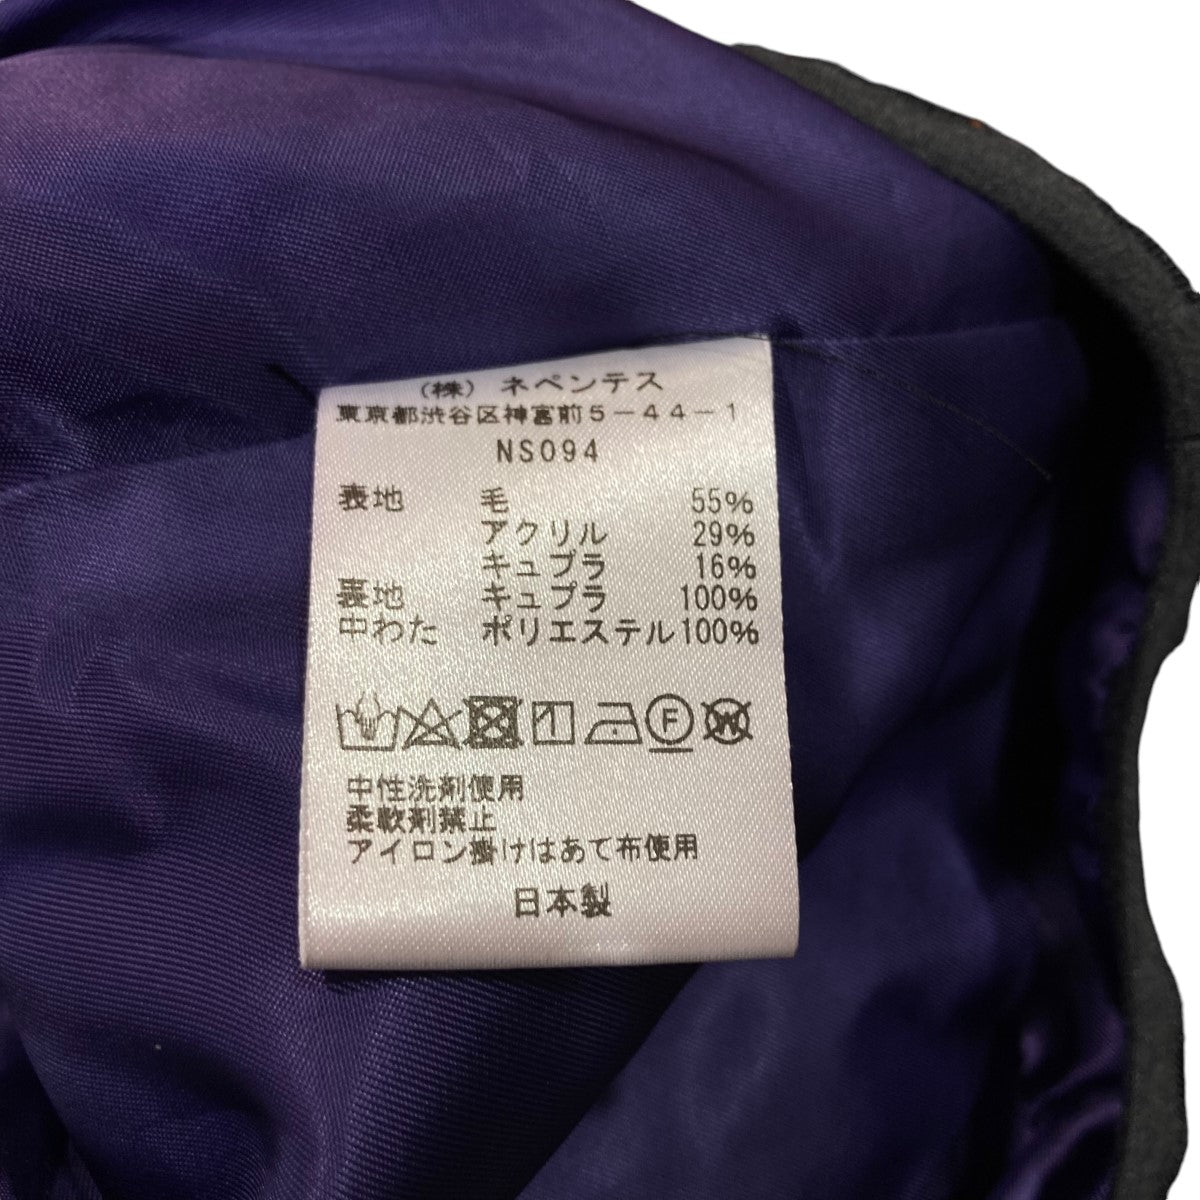 (株) ネペンテス
東京都渋谷区神宮前5-44-1
NS094
表地 毛 55%
アクリル 29%
キュプラ 16%
裏地 キュプラ 100%
中わた ポリエステル 100%
F W
中性洗剤使用
柔軟剤禁止
アイロン掛けはあて布使用
日本製